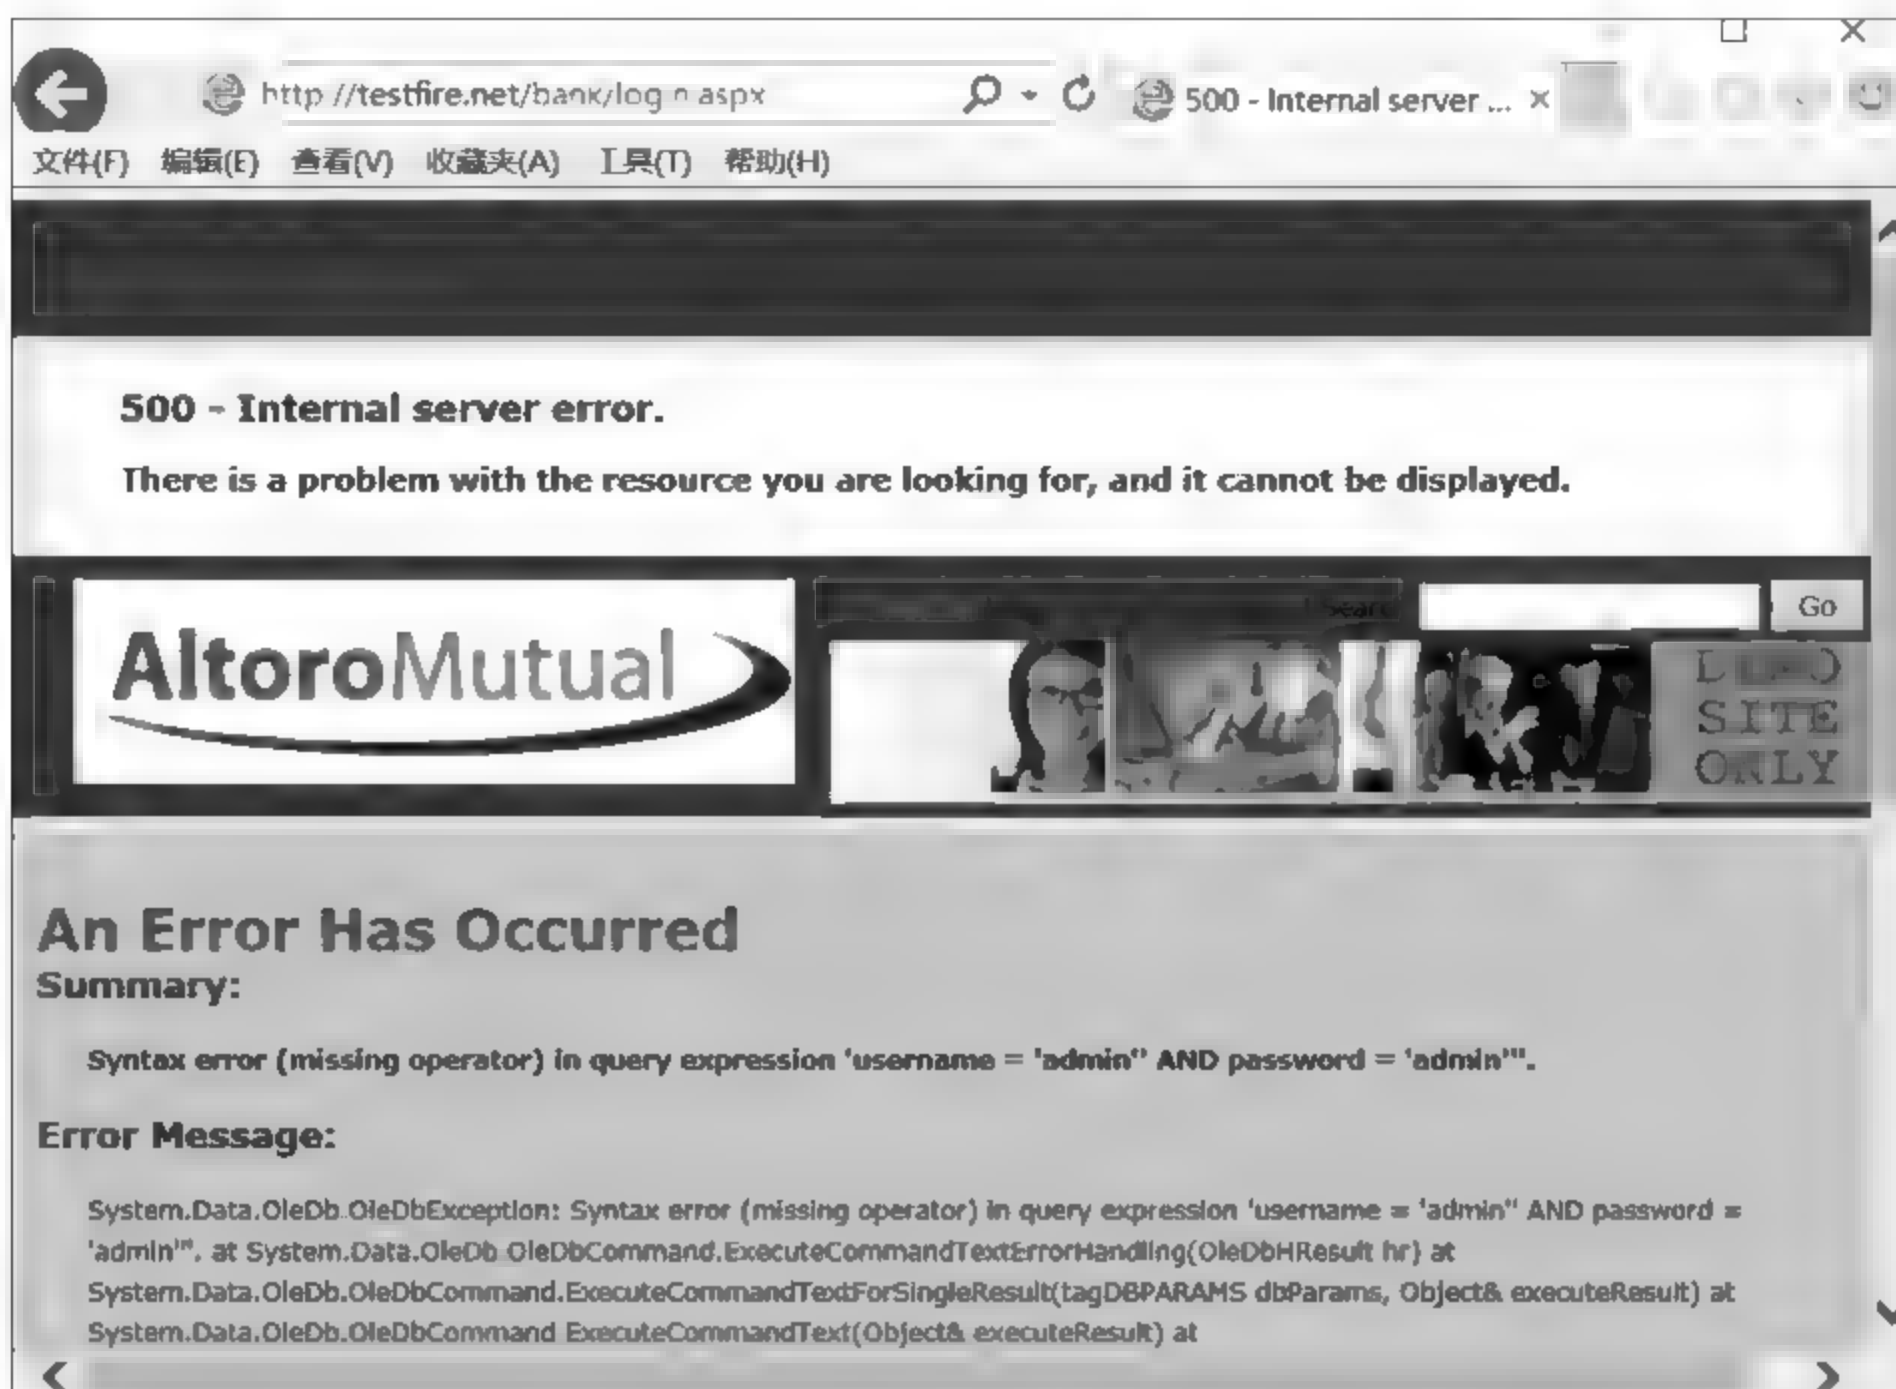 http://testfire.net/bank/login.aspx
500 - Internal server ...
文件(F) 编辑(E) 查看(V) 收藏夹(A) 工具(T) 帮助(H)
500 - Internal server error.
There is a problem with the resource you are looking for, and it cannot be displayed.
Go
AltoroMutual
SITE
ONLY
An Error Has Occurred
Summary:
Syntax error (missing operator) in query expression 'username = 'admin'' AND password = 'admin''.
Error Message:
System.Data.OleDb.OleDbException: Syntax error (missing operator) in query expression 'username = 'admin'' AND password =
'admin''. at System.Data.OleDb.OleDbCommand.ExecuteCommandTextErrorHandling(OleDbHResult hr) at
System.Data.OleDb.OleDbCommand.ExecuteCommandTextForSingleResult(tagDBPARAMS dbParams, Object& executeResult) at
System.Data.OleDb.OleDbCommand.ExecuteCommandText(Object& executeResult) at